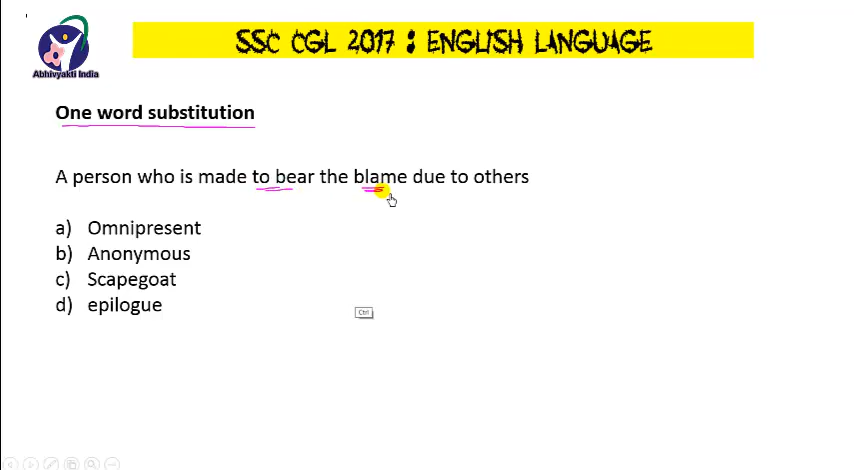 SSC CGL 2017 : ENGLISH LANGUAGE
Abhivyakti India
One word substitution
A person who is made to bear the blame due to others
a) Omnipresent
b) Anonymous
c) Scapegoat
d) epilogue
Ctrl